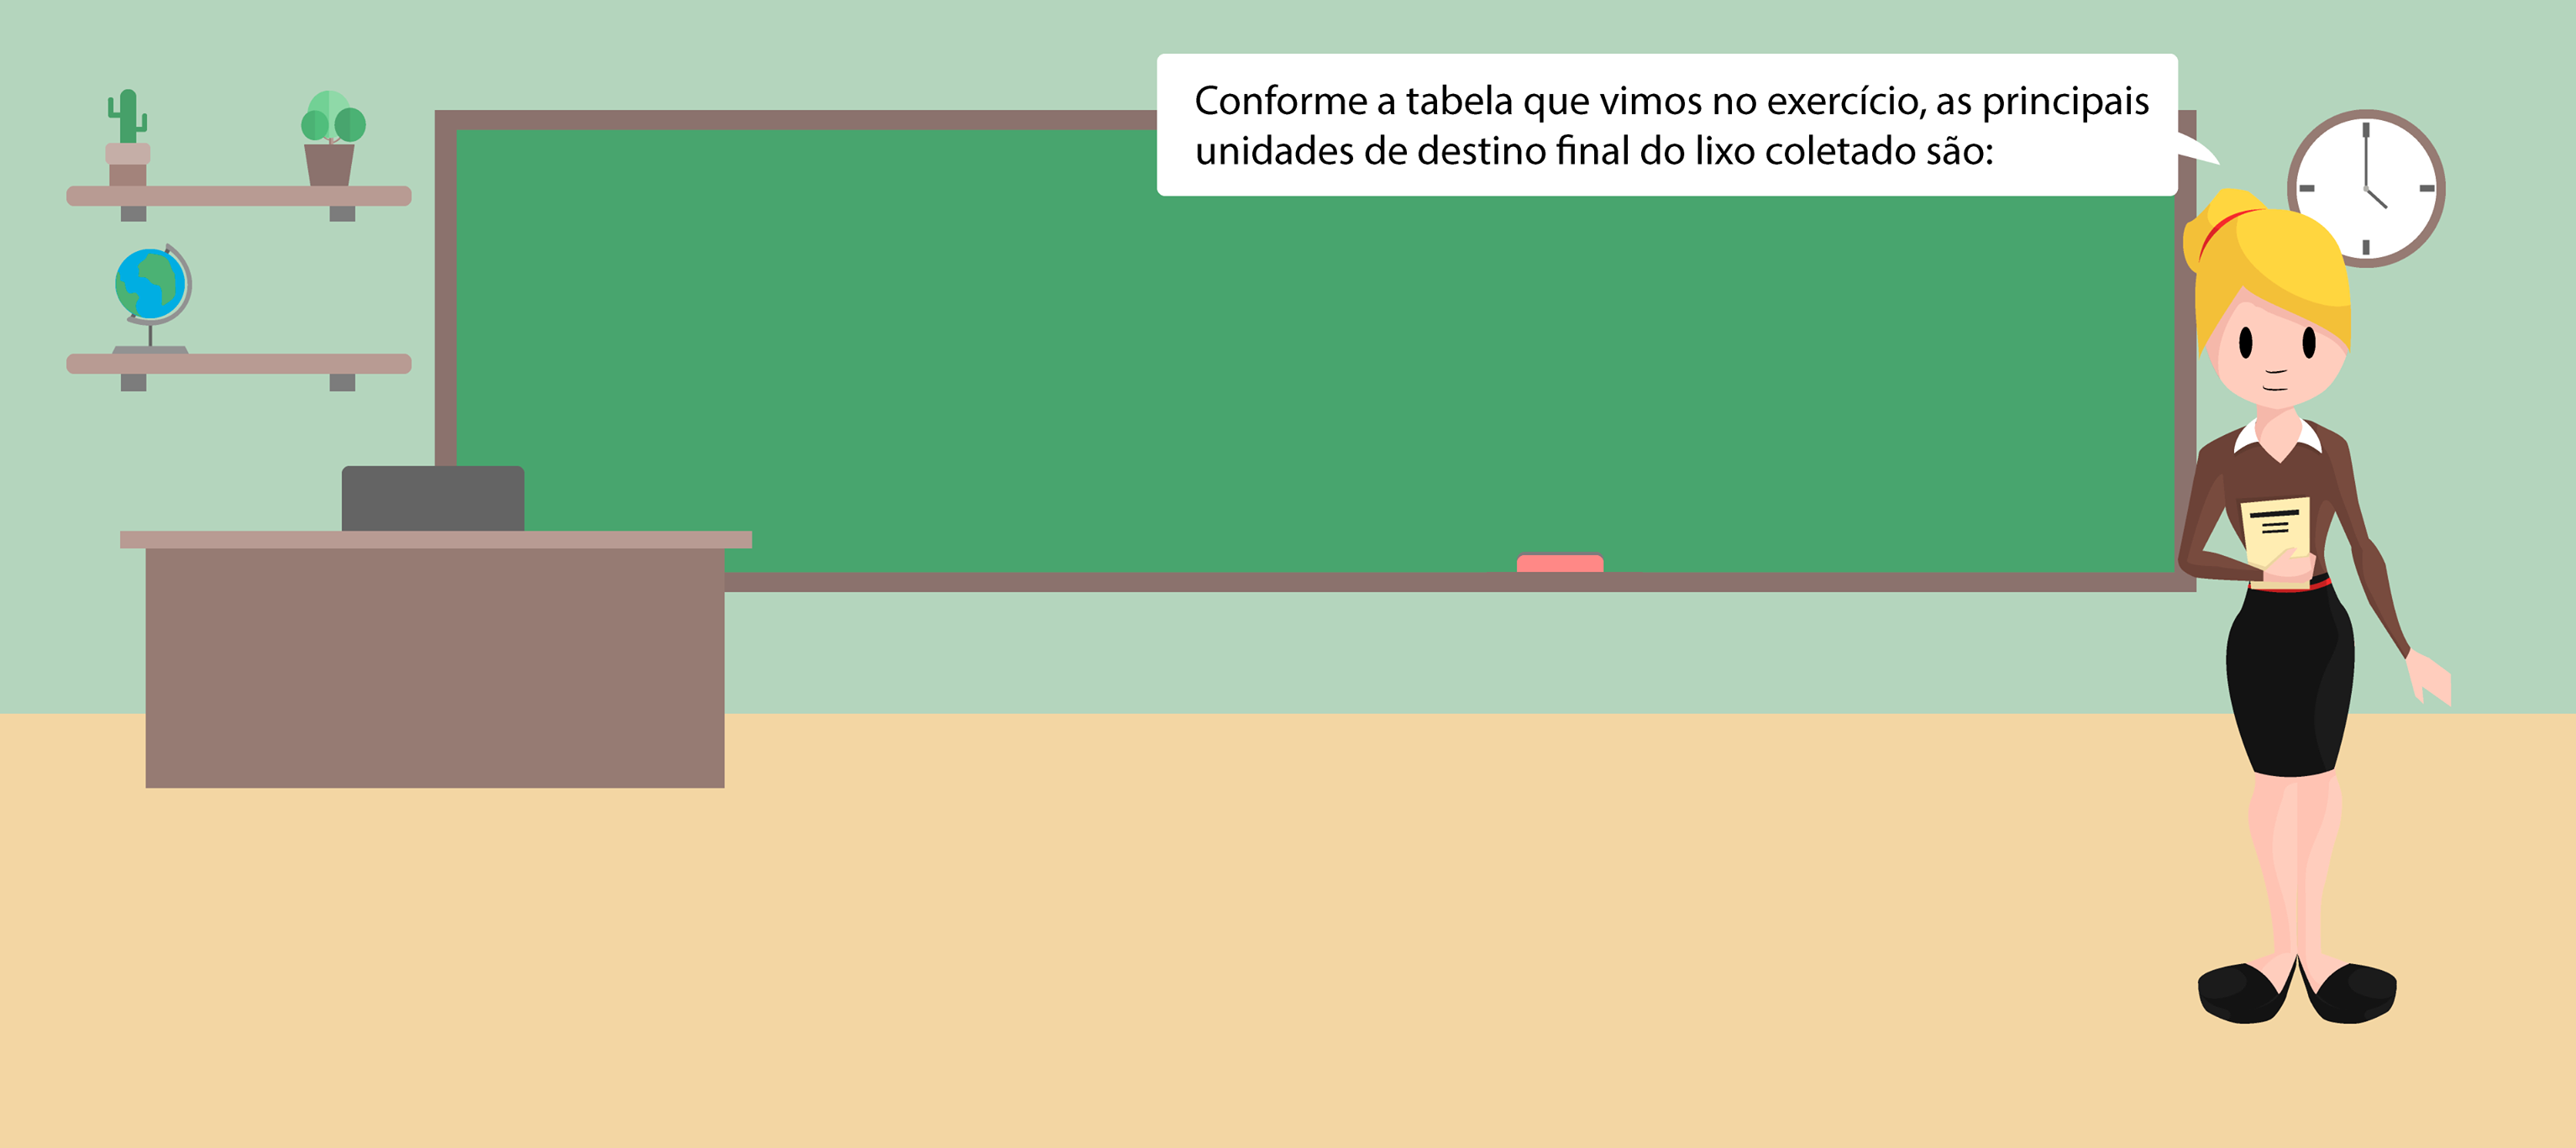 Conforme a tabela que vimos no exercício, as principais
unidades de destino final do lixo coletado são: